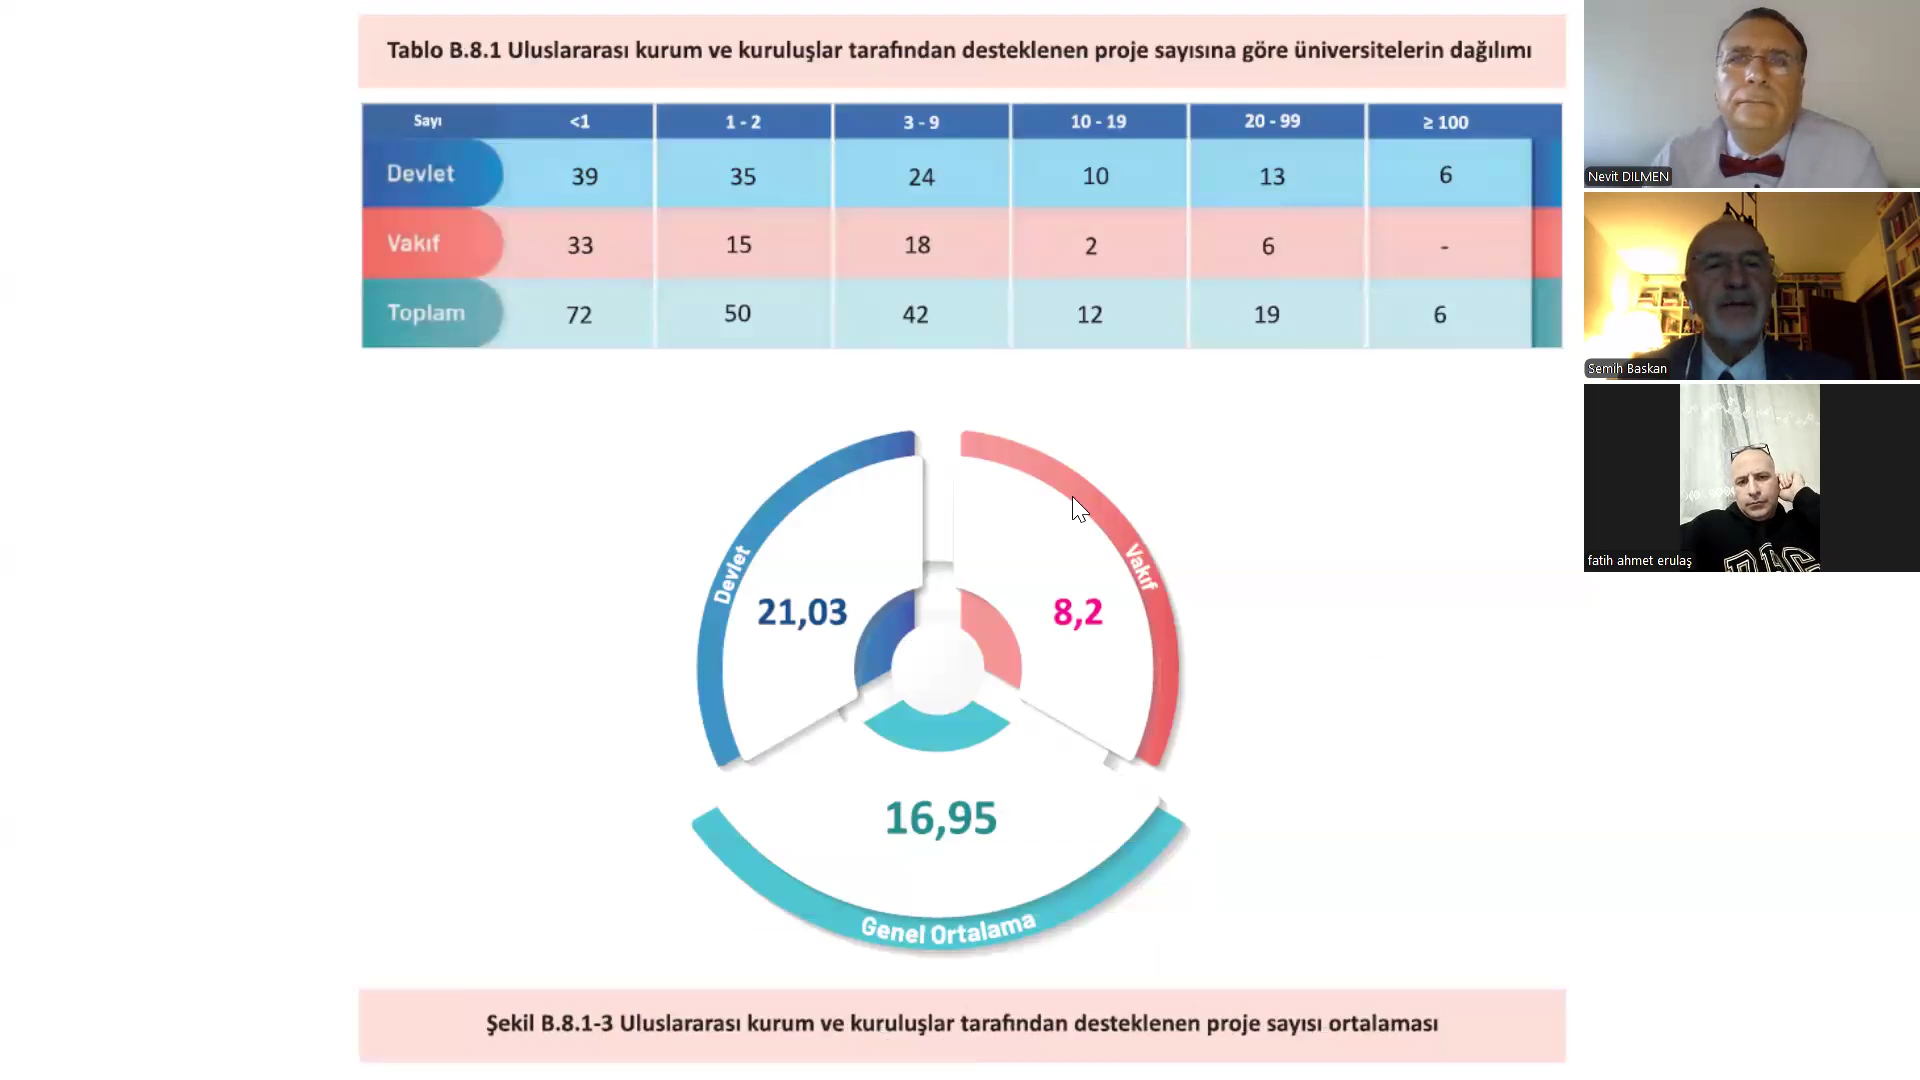 Tablo B.8.1 Uluslararası kurum ve kuruluşlar tarafından desteklenen proje sayısına göre üniversitelerin dağılımı
Sayı <1 1 - 2 3 - 9 10 - 19 20 - 99 ≥ 100
Devlet 39 35 24 10 13 6
Vakıf 33 15 18 2 6 -
Toplam 72 50 42 12 19 6
Devlet
21,03
Vakıf
8,2
16,95
Genel Ortalama
Şekil B.8.1-3 Uluslararası kurum ve kuruluşlar tarafından desteklenen proje sayısı ortalaması
Nevit DILMEN
Semih Baskan
fatih ahmet erulaş